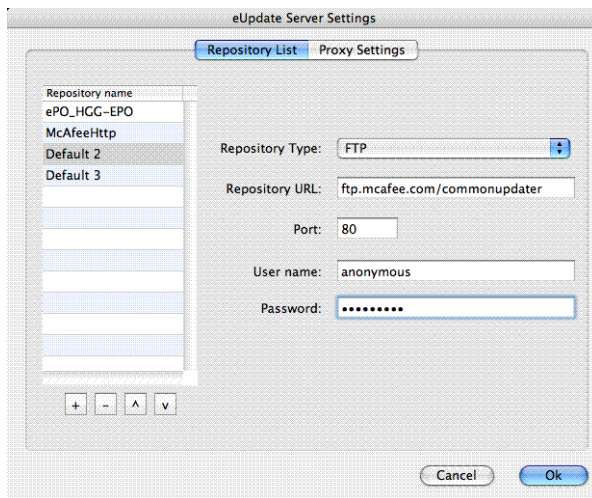 eUpdate Server Settings
Repository List Proxy Settings
Repository name
ePO_HGG-EPO
McAfeeHttp
Default 2
Default 3
Repository Type: FTP
Repository URL: ftp.mcafee.com/commonupdater
Port: 80
User name: anonymous
Password: •••••••••
+ - ^ v
Cancel Ok